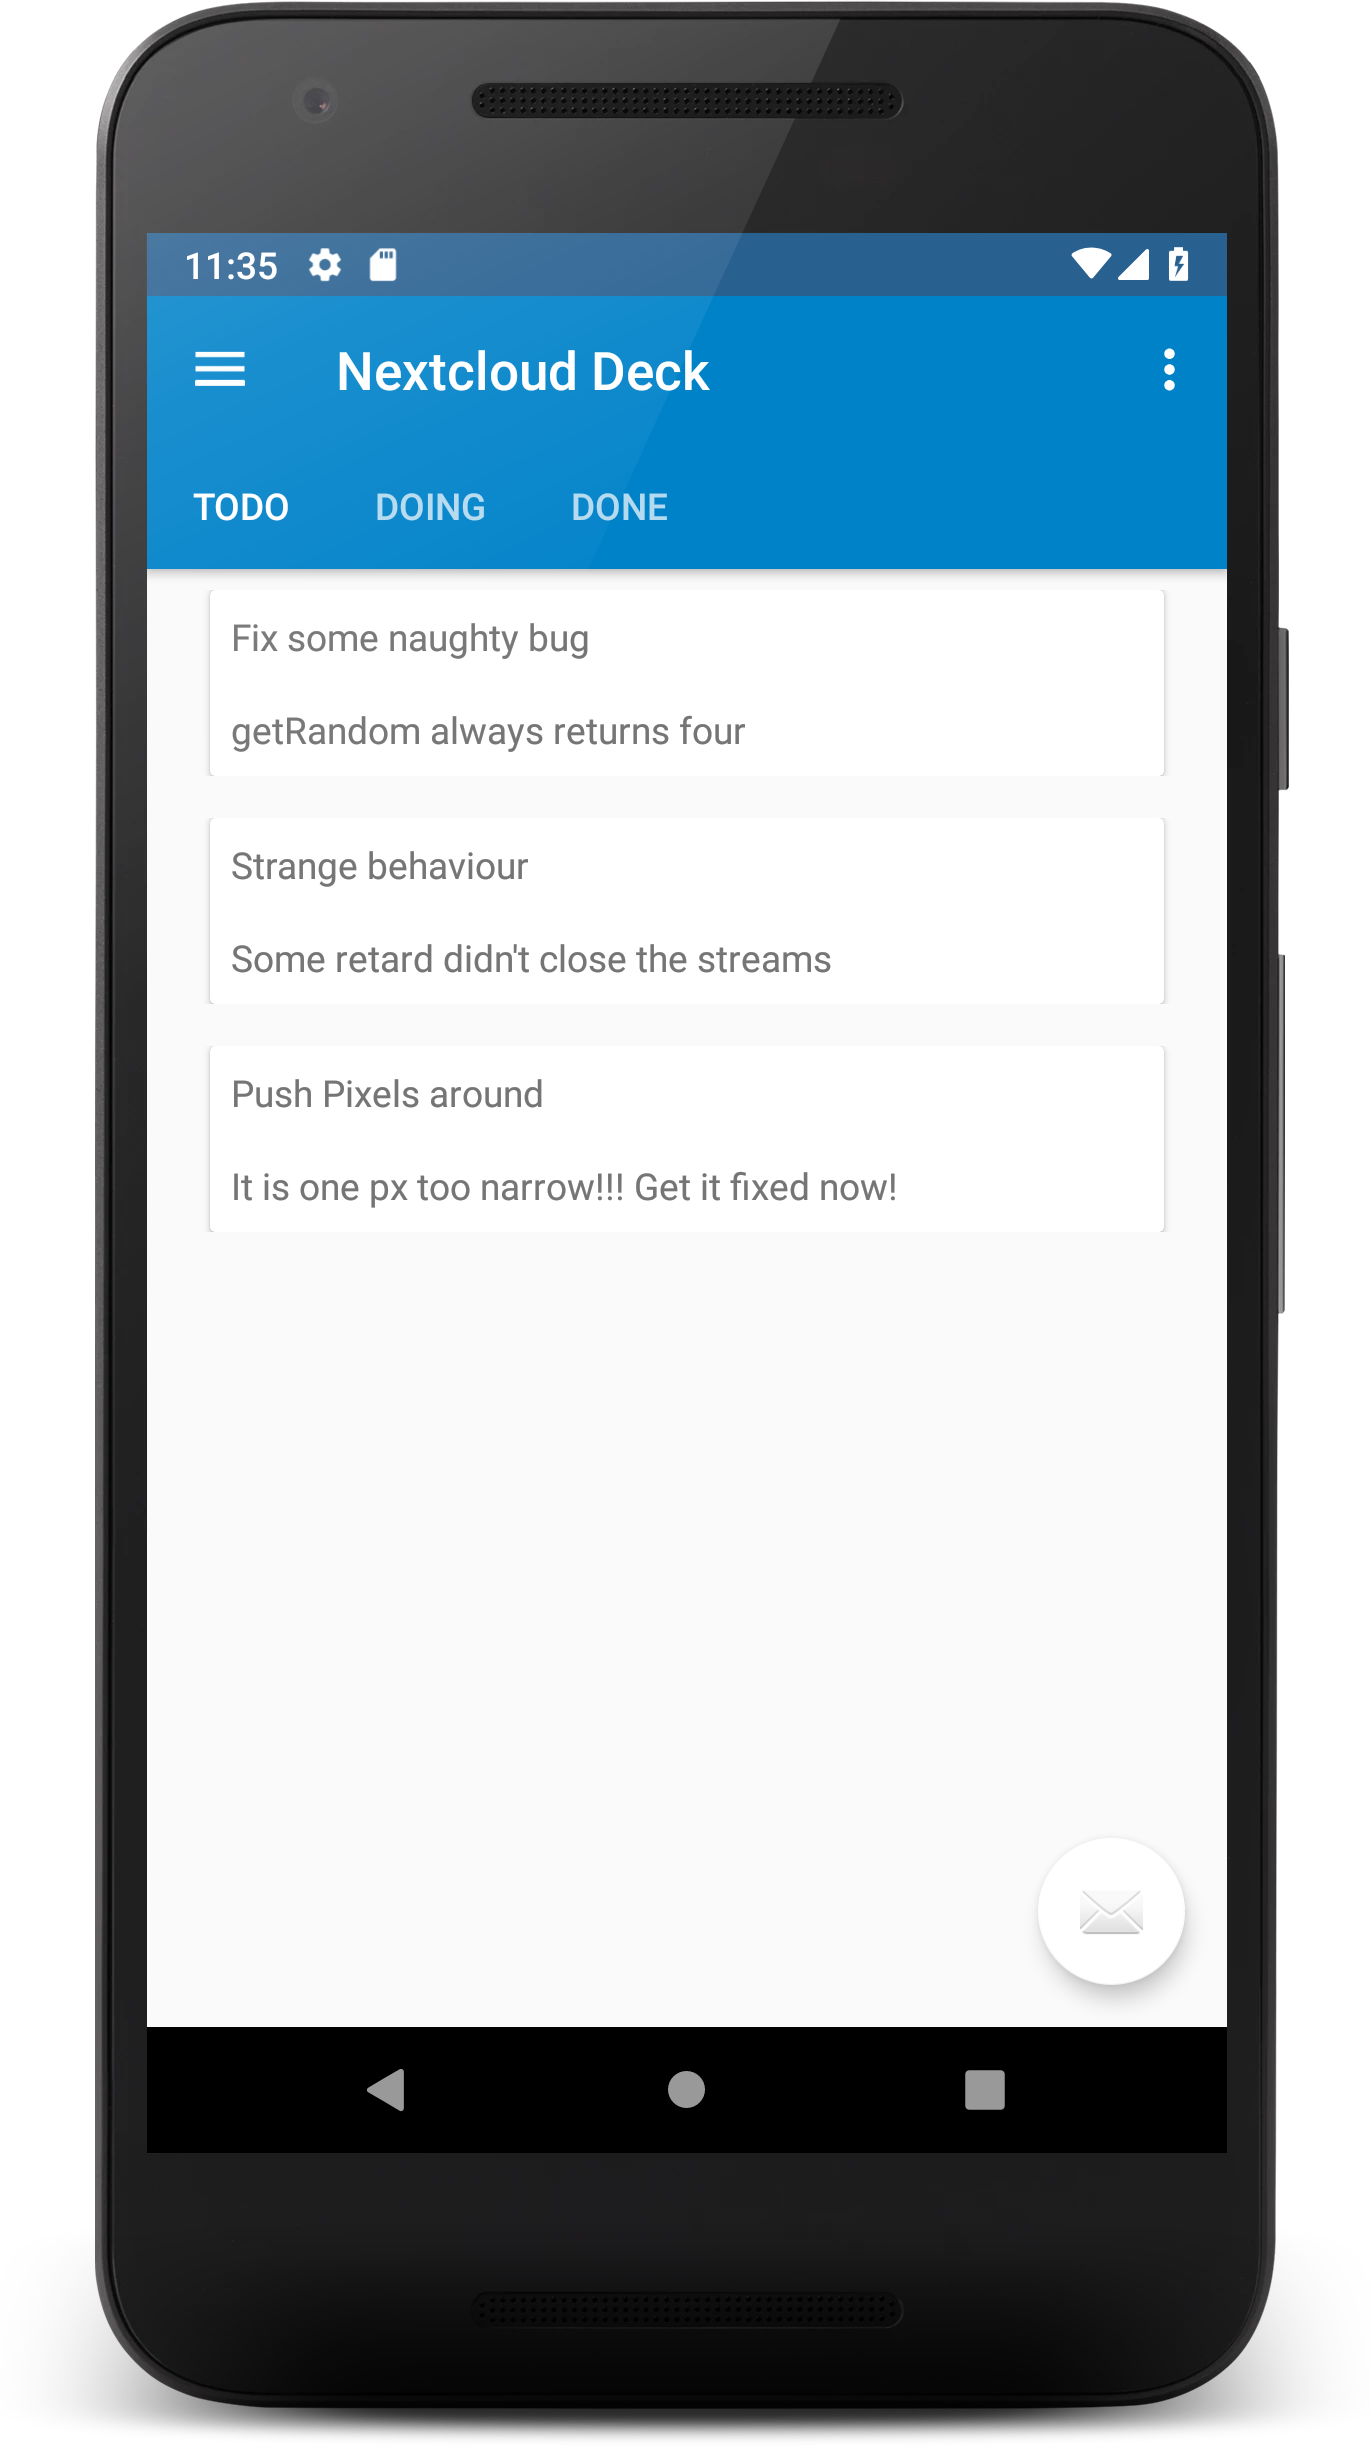 11:35
Nextcloud Deck
TODO DOING DONE
Fix some naughty bug
getRandom always returns four
Strange behaviour
Some retard didn't close the streams
Push Pixels around
It is one px too narrow!!! Get it fixed now!